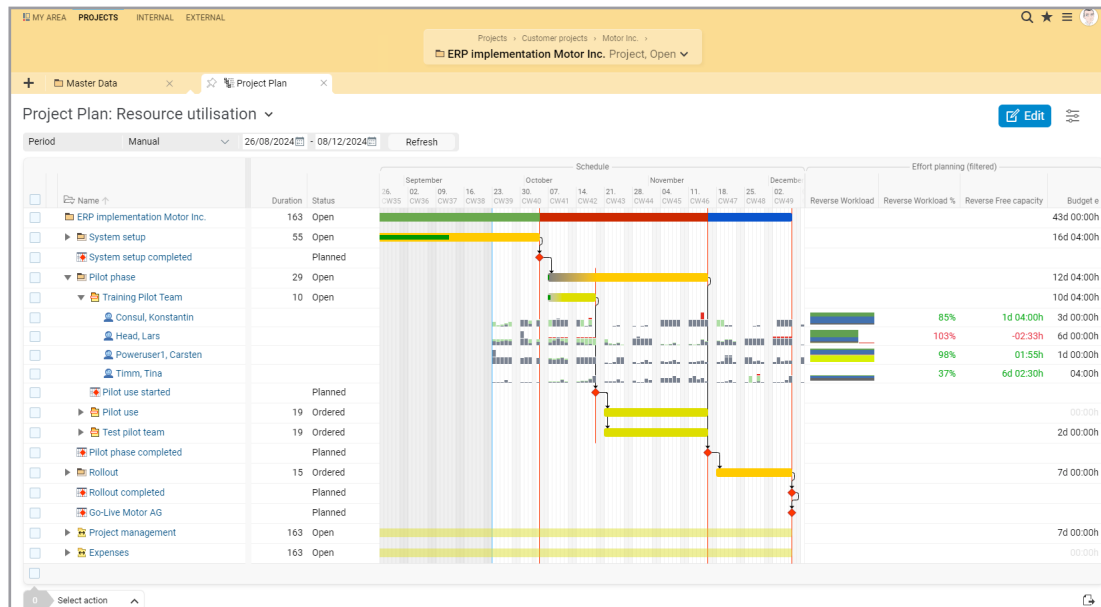 MY AREA PROJECTS INTERNAL EXTERNAL
Projects › Customer projects › Motor Inc. ›
ERP implementation Motor Inc. Project, Open
Master Data × Project Plan ×
Project Plan: Resource utilisation
Edit
Period Manual 26/08/2024 - 08/12/2024 Refresh
Schedule Effort planning (filtered)
September October November Decembe
26. 02. 09. 16. 23. 30. 07. 14. 21. 28. 04. 11. 18. 25. 02.
Name ↑ Duration Status CW35 CW36 CW37 CW38 CW39 CW40 CW41 CW42 CW43 CW44 CW45 CW46 CW47 CW48 CW49 Reverse Workload Reverse Workload % Reverse Free capacity Budget e
ERP implementation Motor Inc. 163 Open 43d 00:00h
System setup 55 Open 16d 04:00h
System setup completed Planned
Pilot phase 29 Open 12d 04:00h
Training Pilot Team 10 Open 10d 04:00h
Consul, Konstantin 85% 1d 04:00h 3d 00:00h
Head, Lars 103% -02:33h 6d 00:00h
Poweruser1, Carsten 98% 01:55h 1d 00:00h
Timm, Tina 37% 6d 02:30h 04:00h
Pilot use started Planned
Pilot use 19 Ordered 00:00h
Test pilot team 19 Ordered 2d 00:00h
Pilot phase completed Planned
Rollout 15 Ordered 7d 00:00h
Rollout completed Planned
Go-Live Motor AG Planned
Project management 163 Open 7d 00:00h
Expenses 163 Open 00:00h
0 Select action